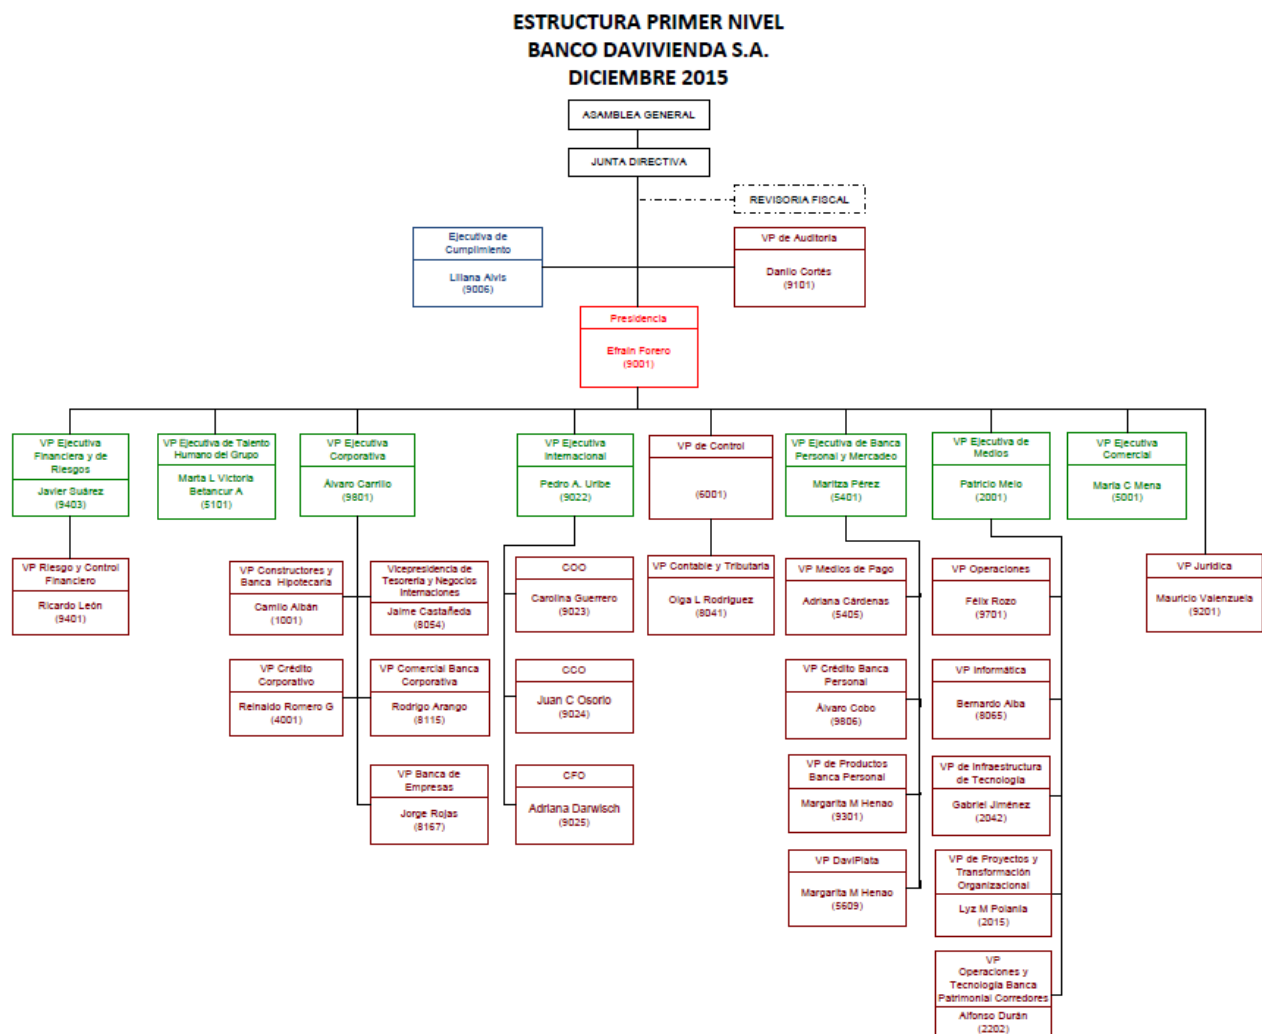 ESTRUCTURA PRIMER NIVEL
BANCO DAVIVIENDA S.A.
DICIEMBRE 2015
ASAMBLEA GENERAL
JUNTA DIRECTIVA
REVISORIA FISCAL
Ejecutiva de
Cumplimiento
Liliana Alvis
(9006)
VP de Auditoría
Danilo Cortés
(9101)
Presidencia
Efraín Forero
(9001)
VP Ejecutiva
Financiera y de
Riesgos
Javier Suárez
(9403)
VP Ejecutiva de Talento
Humano del Grupo
Marta L Victoria
Betancur A
(5101)
VP Ejecutiva
Corporativa
Álvaro Carrillo
(9801)
VP Ejecutiva
Internacional
Pedro A. Uribe
(9022)
VP de Control
(6001)
VP Ejecutiva de Banca
Personal y Mercadeo
Maritza Pérez
(5401)
VP Ejecutiva de
Medios
Patricio Melo
(2001)
VP Ejecutiva
Comercial
María C Mena
(5001)
VP Riesgo y Control
Financiero
Ricardo León
(9401)
VP Constructores y
Banca Hipotecaria
Camilo Albán
(1001)
Vicepresidencia de
Tesorería y Negocios
Internaciones
Jaime Castañeda
(8054)
COO
Carolina Guerrero
(9023)
VP Contable y Tributaria
Olga L Rodríguez
(8041)
VP Medios de Pago
Adriana Cárdenas
(5405)
VP Operaciones
Félix Rozo
(9701)
VP Jurídica
Mauricio Valenzuela
(9201)
VP Crédito
Corporativo
Reinaldo Romero G
(4001)
VP Comercial Banca
Corporativa
Rodrigo Arango
(8115)
CCO
Juan C Osorio
(9024)
VP Crédito Banca
Personal
Álvaro Cobo
(9806)
VP Informática
Bernardo Alba
(8065)
VP Banca de
Empresas
Jorge Rojas
(8167)
CFO
Adriana Darwisch
(9025)
VP de Productos
Banca Personal
Margarita M Henao
(9301)
VP de Infraestructura
de Tecnología
Gabriel Jiménez
(2042)
VP DaviPlata
Margarita M Henao
(5609)
VP de Proyectos y
Transformación
Organizacional
Lyz M Polanía
(2015)
VP
Operaciones y
Tecnología Banca
Patrimonial Corredores
Alfonso Durán
(2202)